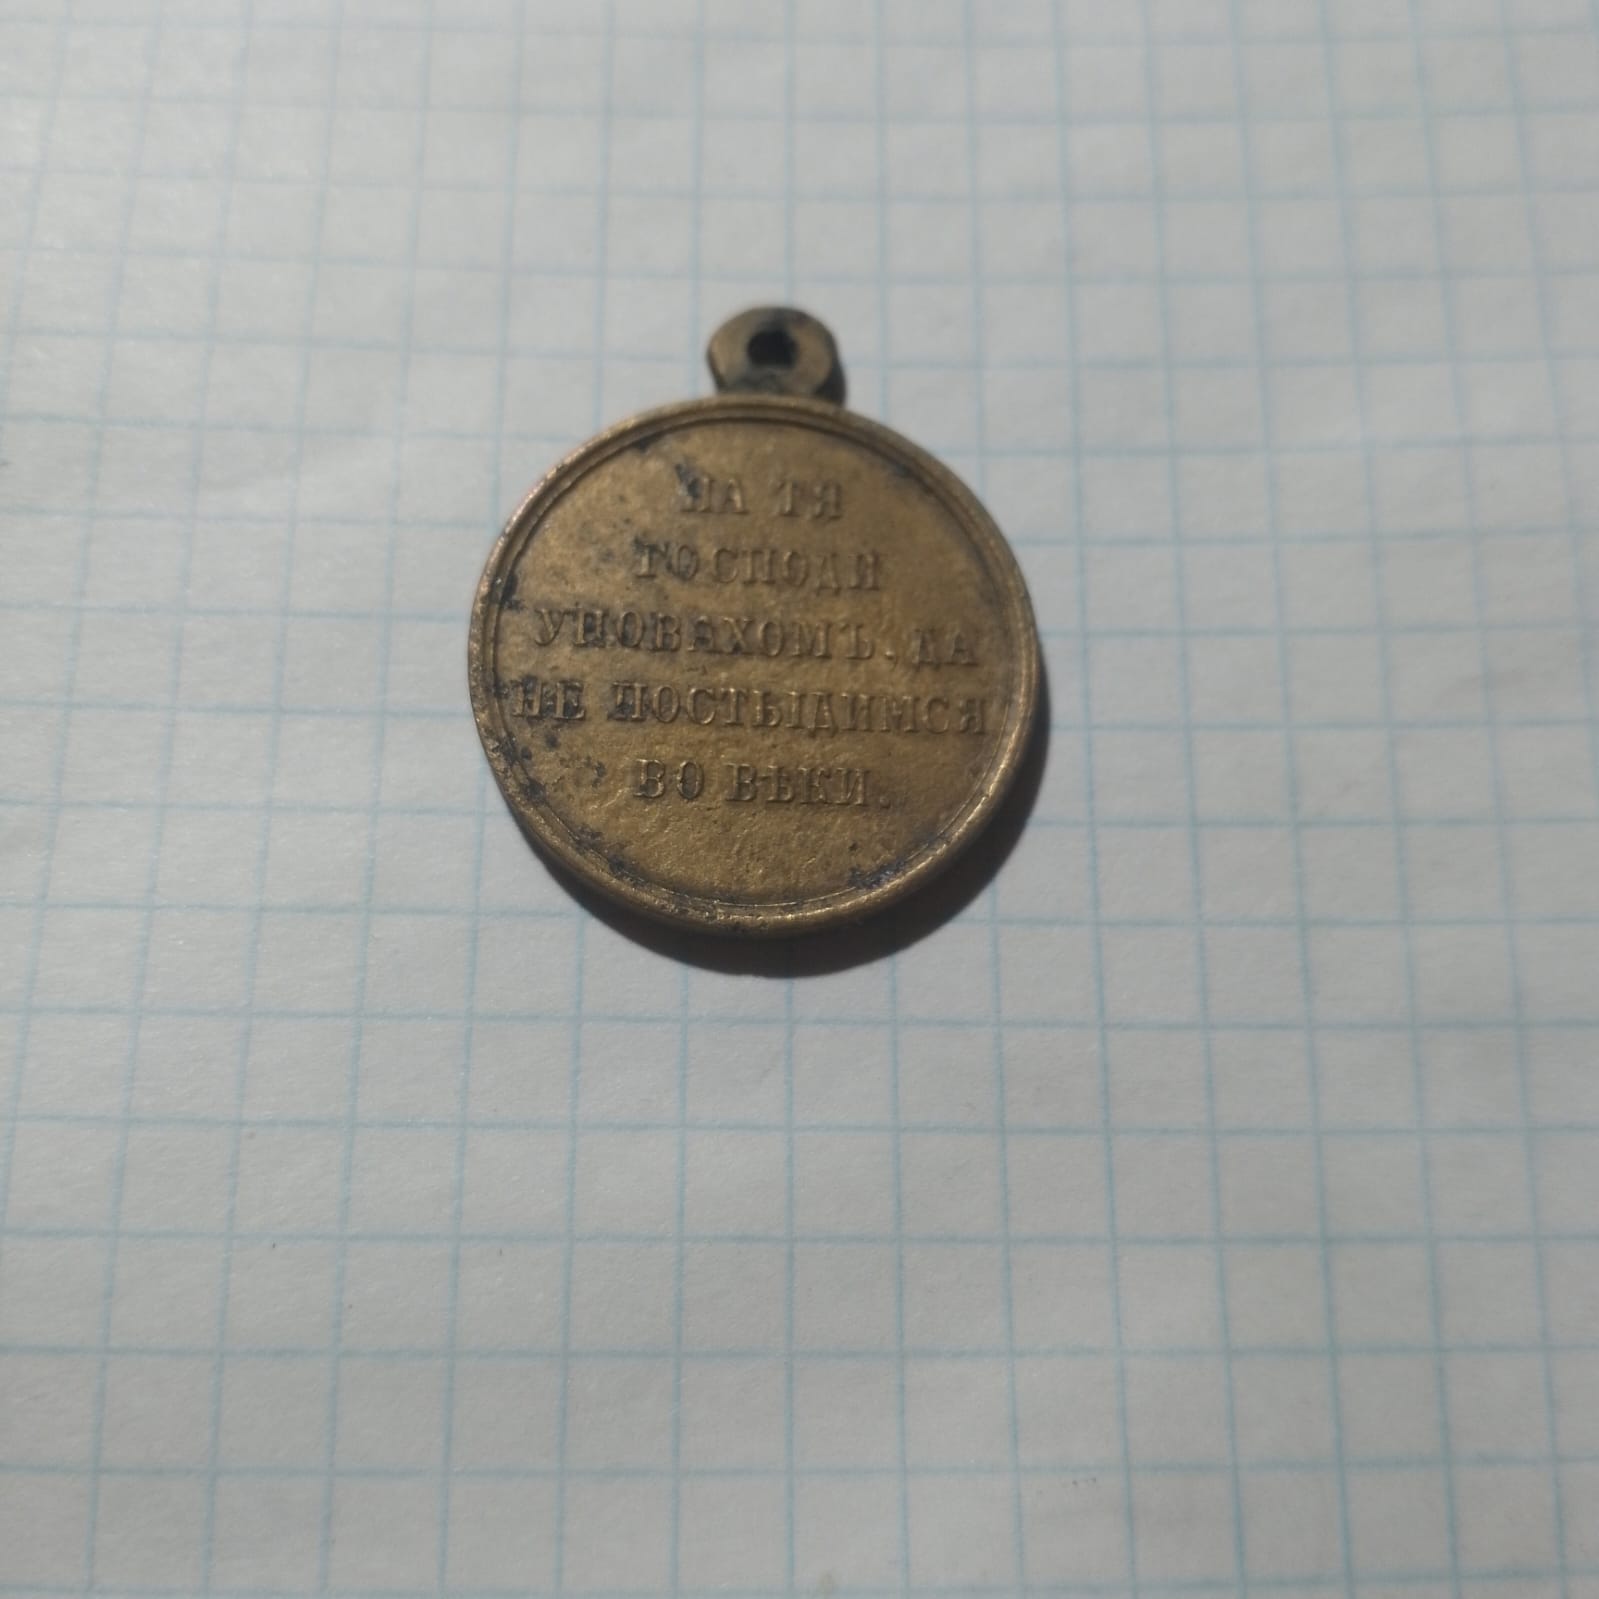 НА ТЯ
ГОСПОДИ
УПОВАХОМЪ, ДА
НЕ ПОСТЫДИМСЯ
ВО ВѢКИ.